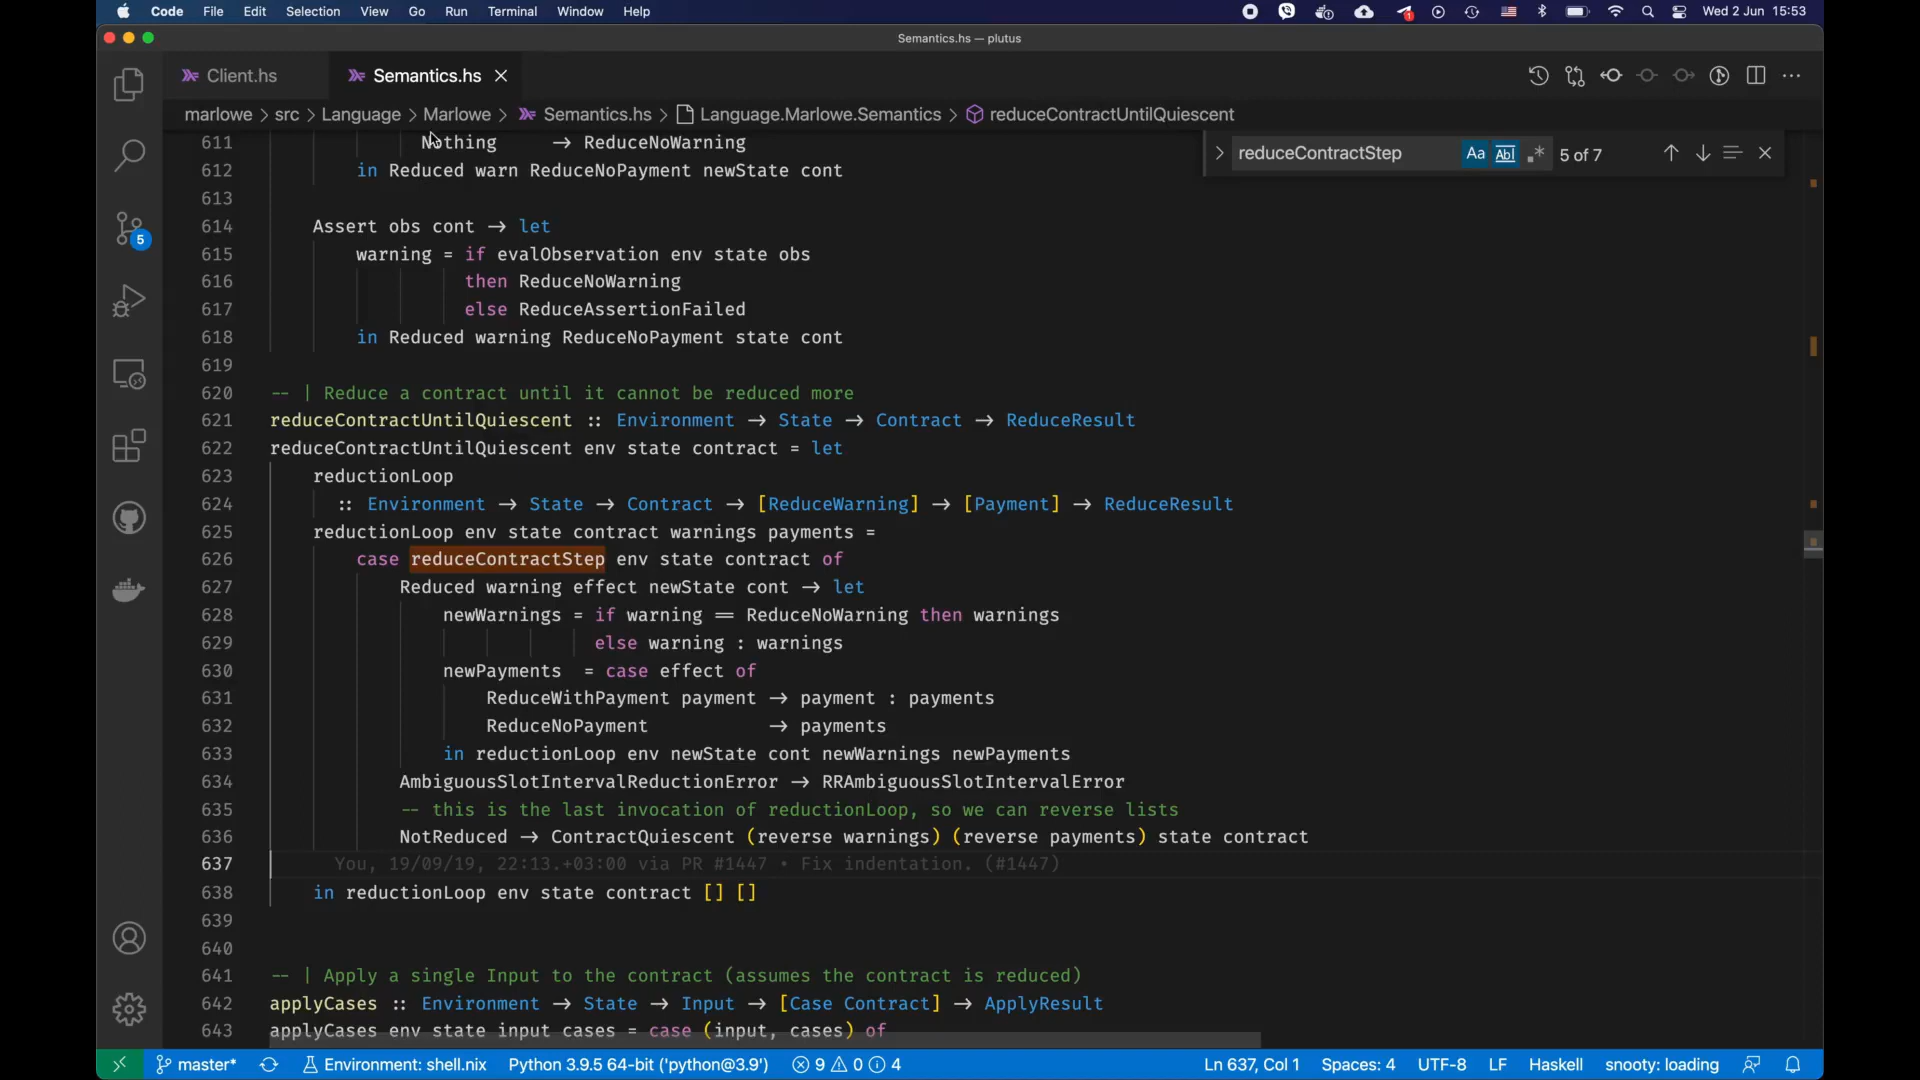 Code File Edit Selection View Go Run Terminal Window Help 1 Wed 2 Jun 15:53
Semantics.hs — plutus
Client.hs Semantics.hs
marlowe > src > Language > Marlowe > Semantics.hs > Language.Marlowe.Semantics > reduceContractUntilQuiescent
reduceContractStep Aa Abl .* 5 of 7
611 Nothing → ReduceNoWarning
612 in Reduced warn ReduceNoPayment newState cont
613
614 Assert obs cont → let
615 warning = if evalObservation env state obs
616 then ReduceNoWarning
617 else ReduceAssertionFailed
618 in Reduced warning ReduceNoPayment state cont
619
620 -- | Reduce a contract until it cannot be reduced more
621 reduceContractUntilQuiescent :: Environment → State → Contract → ReduceResult
622 reduceContractUntilQuiescent env state contract = let
623 reductionLoop
624 :: Environment → State → Contract → [ReduceWarning] → [Payment] → ReduceResult
625 reductionLoop env state contract warnings payments =
626 case reduceContractStep env state contract of
627 Reduced warning effect newState cont → let
628 newWarnings = if warning == ReduceNoWarning then warnings
629 else warning : warnings
630 newPayments = case effect of
631 ReduceWithPayment payment → payment : payments
632 ReduceNoPayment → payments
633 in reductionLoop env newState cont newWarnings newPayments
634 AmbiguousSlotIntervalReductionError → RRAmbiguousSlotIntervalError
635 -- this is the last invocation of reductionLoop, so we can reverse lists
636 NotReduced → ContractQuiescent (reverse warnings) (reverse payments) state contract
637 You, 19/09/19, 22:13.+03:00 via PR #1447 • Fix indentation. (#1447)
638 in reductionLoop env state contract [] []
639
640
641 -- | Apply a single Input to the contract (assumes the contract is reduced)
642 applyCases :: Environment → State → Input → [Case Contract] → ApplyResult
643 applyCases env state input cases = case (input, cases) of
5
master* Environment: shell.nix Python 3.9.5 64-bit ('python@3.9') 9 0 4 Ln 637, Col 1 Spaces: 4 UTF-8 LF Haskell snooty: loading